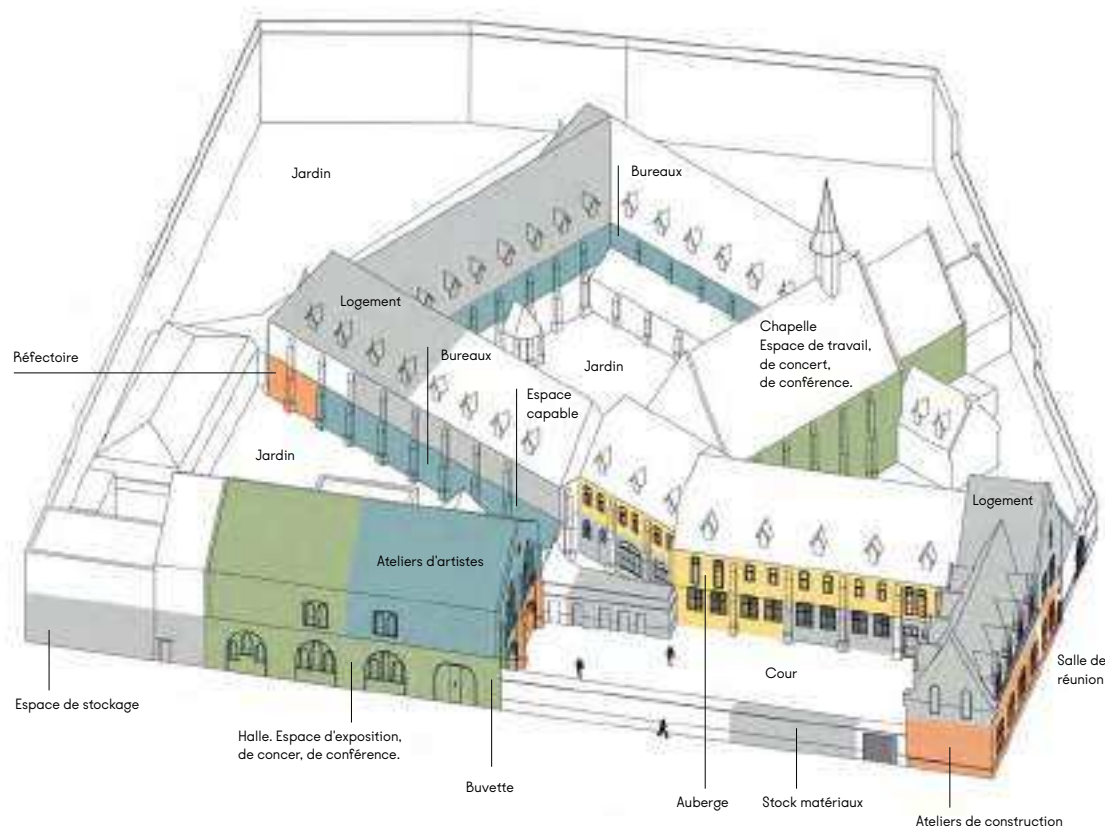 Jardin
Bureaux
Logement
Chapelle
Espace de travail,
de concert,
de conférence.
Réfectoire
Bureaux
Jardin
Espace
capable
Jardin
Logement
Ateliers d'artistes
Salle de
réunion
Cour
Espace de stockage
Halle. Espace d'exposition,
de concer, de conférence.
Buvette
Auberge
Stock matériaux
Ateliers de construction